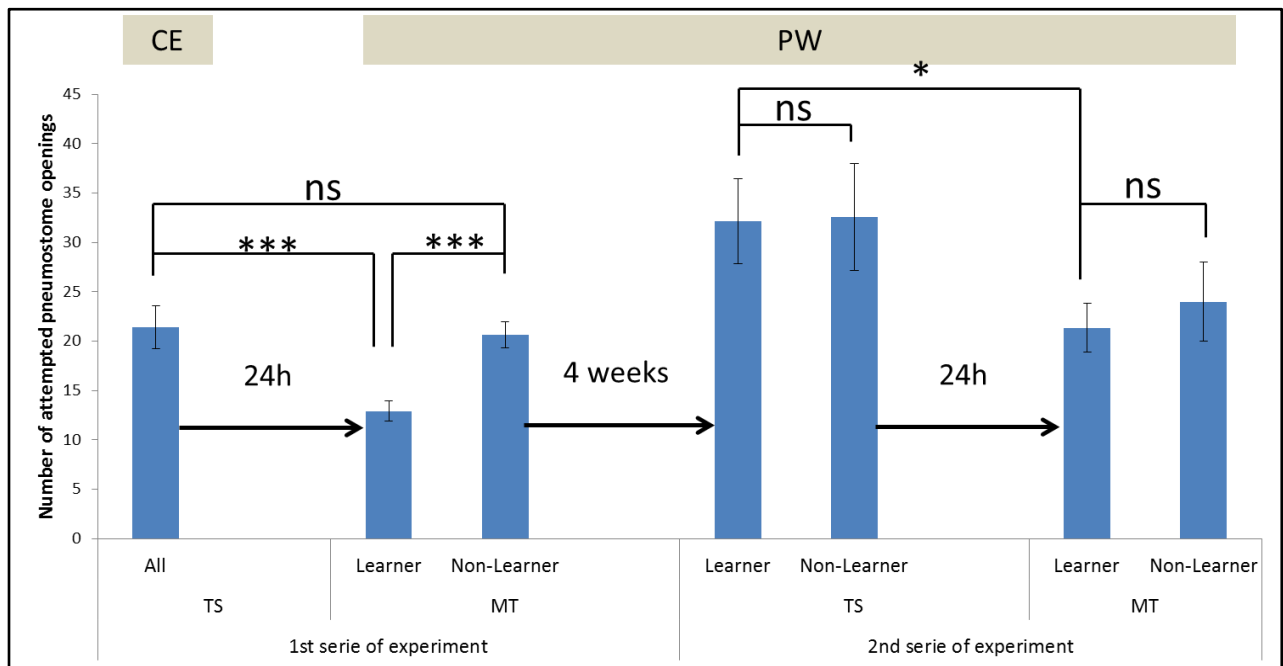 CE PW
*
ns
ns
ns
*** ***
24h 4 weeks 24h
Number of attempted pneumostome openings
45
40
35
30
25
20
15
10
5
0
All Learner Non-Learner Learner Non-Learner Learner Non-Learner
TS MT TS MT
1st serie of experiment 2nd serie of experiment